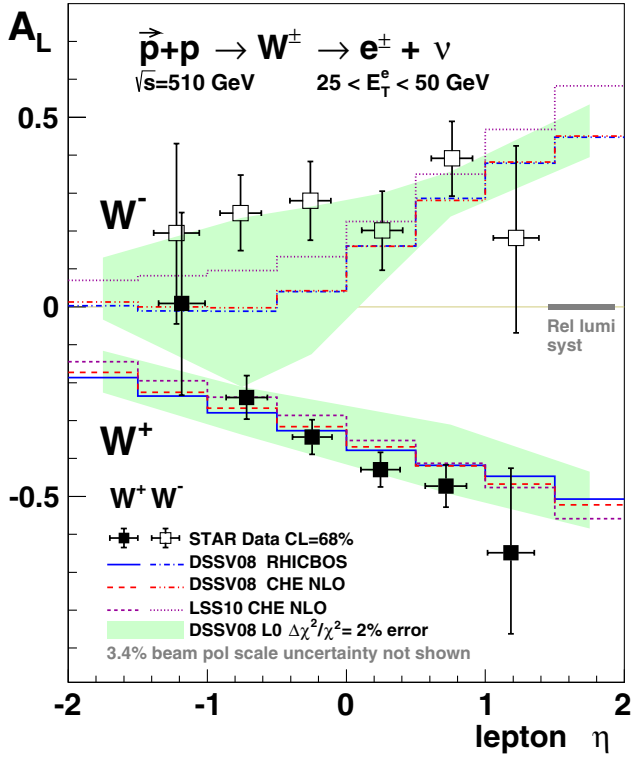 A_L
p⃗+p → W^± → e^± + ν
√s=510 GeV 25 < E_T^e < 50 GeV
0.5
W^-
0
Rel lumi
syst
W^+
-0.5
W^+ W^-
STAR Data CL=68%
DSSV08 RHICBOS
DSSV08 CHE NLO
LSS10 CHE NLO
DSSV08 L0 Δχ²/χ²= 2% error
3.4% beam pol scale uncertainty not shown
-2 -1 0 1 2
lepton η